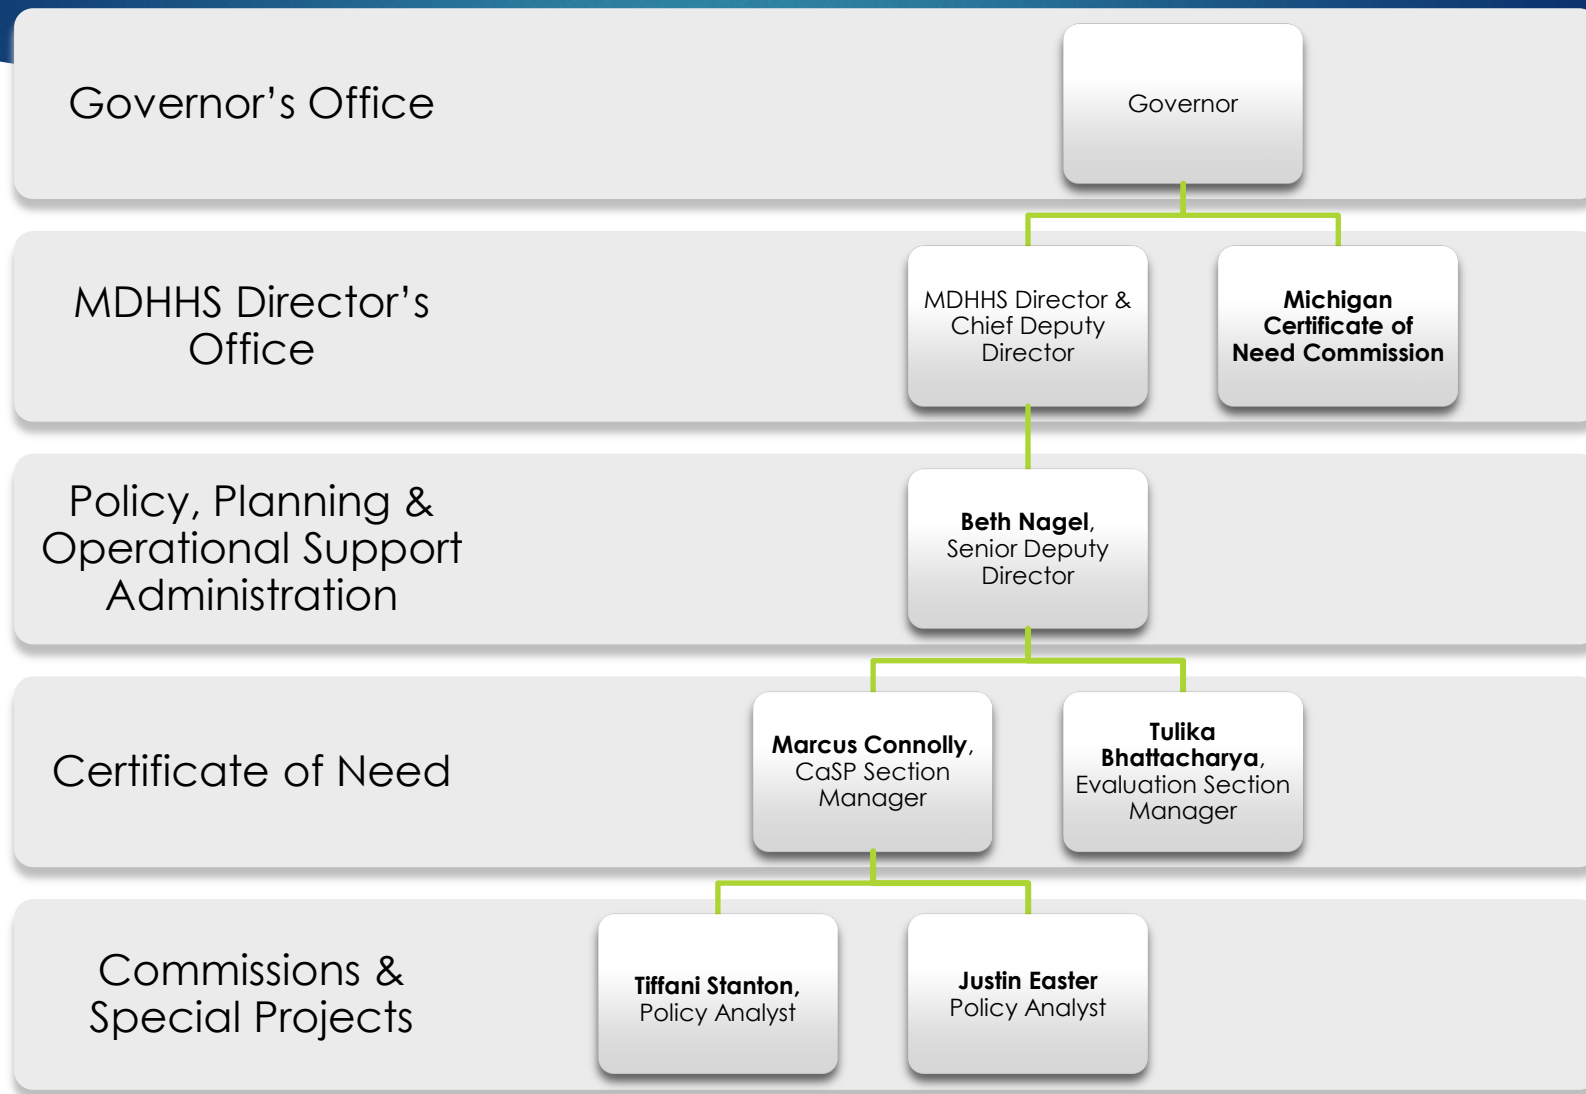 Governor's Office
Governor
MDHHS Director's
Office
MDHHS Director &
Chief Deputy
Director
Michigan
Certificate of
Need Commission
Policy, Planning &
Operational Support
Administration
Beth Nagel,
Senior Deputy
Director
Certificate of Need
Marcus Connolly,
CaSP Section
Manager
Tulika
Bhattacharya,
Evaluation Section
Manager
Commissions &
Special Projects
Tiffani Stanton,
Policy Analyst
Justin Easter
Policy Analyst